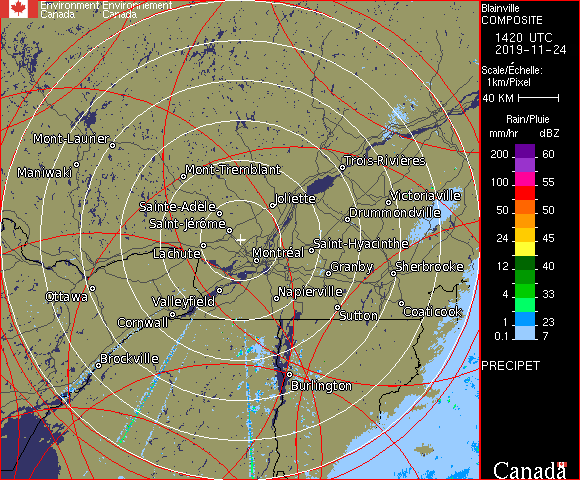 Environment Environnement
Canada Canada
Blainville
COMPOSITE
1420 UTC
2019-11-24
Scale/Échelle:
1km/Pixel
40 KM
Rain/Pluie
mm/hr dBZ
200 60
100 55
50 50
24 45
12 40
4 33
1 23
0.1 7
PRECIPET
Mont-Laurier
Maniwaki
Mont-Tremblant
Trois-Rivières
Joliette
Victoriaville
Sainte-Adèle
Drummondville
Saint-Jérôme
Saint-Hyacinthe
Lachute
Montréal
Granby
Sherbrooke
Ottawa
Valleyfield
Napierville
Coaticook
Cornwall
Sutton
Brockville
Burlington
Canada